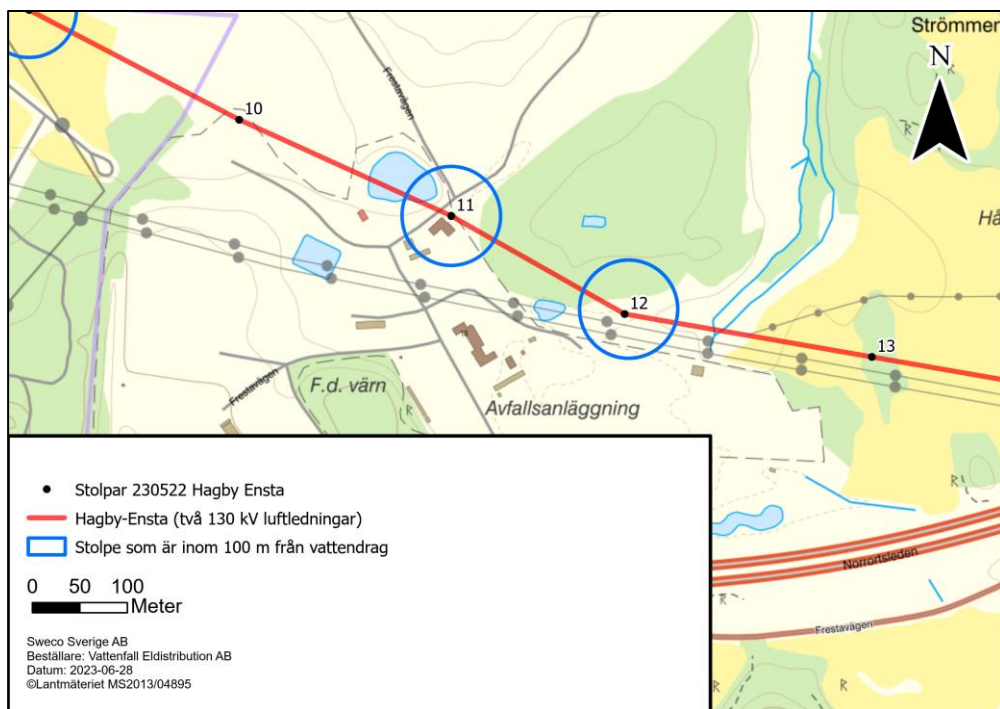 Strömmen
N
Frestavägen
10
11
Hå
12
13
Frestavägen
F.d. värn
Avfallsanläggning
R
Stolpar 230522 Hagby Ensta
Hagby-Ensta (två 130 kV luftledningar)
Stolpe som är inom 100 m från vattendrag
0 50 100
Meter
Norrortsleden
Frestavägen
Sweco Sverige AB
Beställare: Vattenfall Eldistribution AB
Datum: 2023-06-28
©Lantmäteriet MS2013/04895